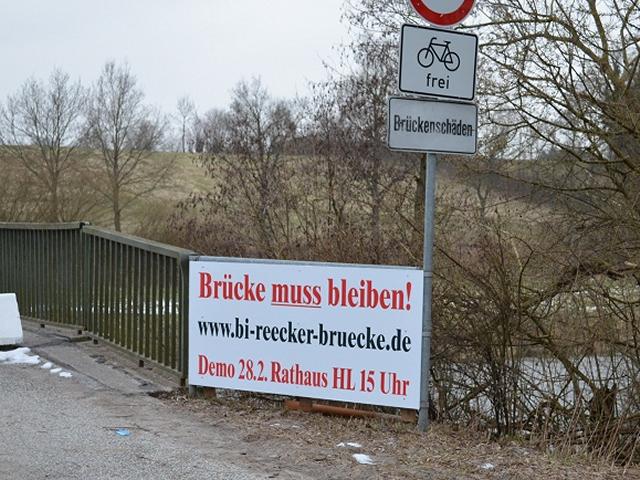 frei
Brückenschäden
Brücke muss bleiben!
www.bi-reecker-bruecke.de
Demo 28.2. Rathaus HL 15 Uhr